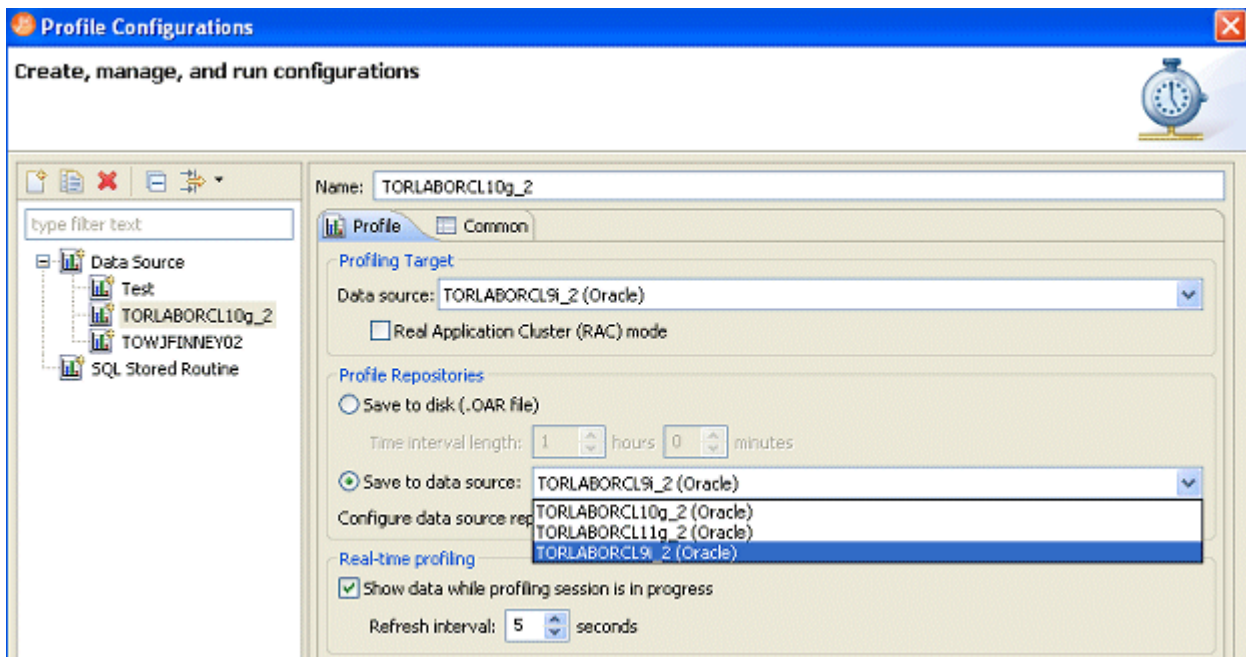 Profile Configurations
Create, manage, and run configurations
type filter text
Data Source
Test
TORLABORCL10g_2
TOWJFINNEY02
SQL Stored Routine
Name: TORLABORCL10g_2
Profile Common
Profiling Target
Data source: TORLABORCL9i_2 (Oracle)
Real Application Cluster (RAC) mode
Profile Repositories
Save to disk (.OAR file)
Time interval length: 1 hours 0 minutes
Save to data source: TORLABORCL9i_2 (Oracle)
TORLABORCL10g_2 (Oracle)
Configure data source rep
TORLABORCL11g_2 (Oracle)
TORLABORCL9i_2 (Oracle)
Real-time profiling
Show data while profiling session is in progress
Refresh interval: 5 seconds